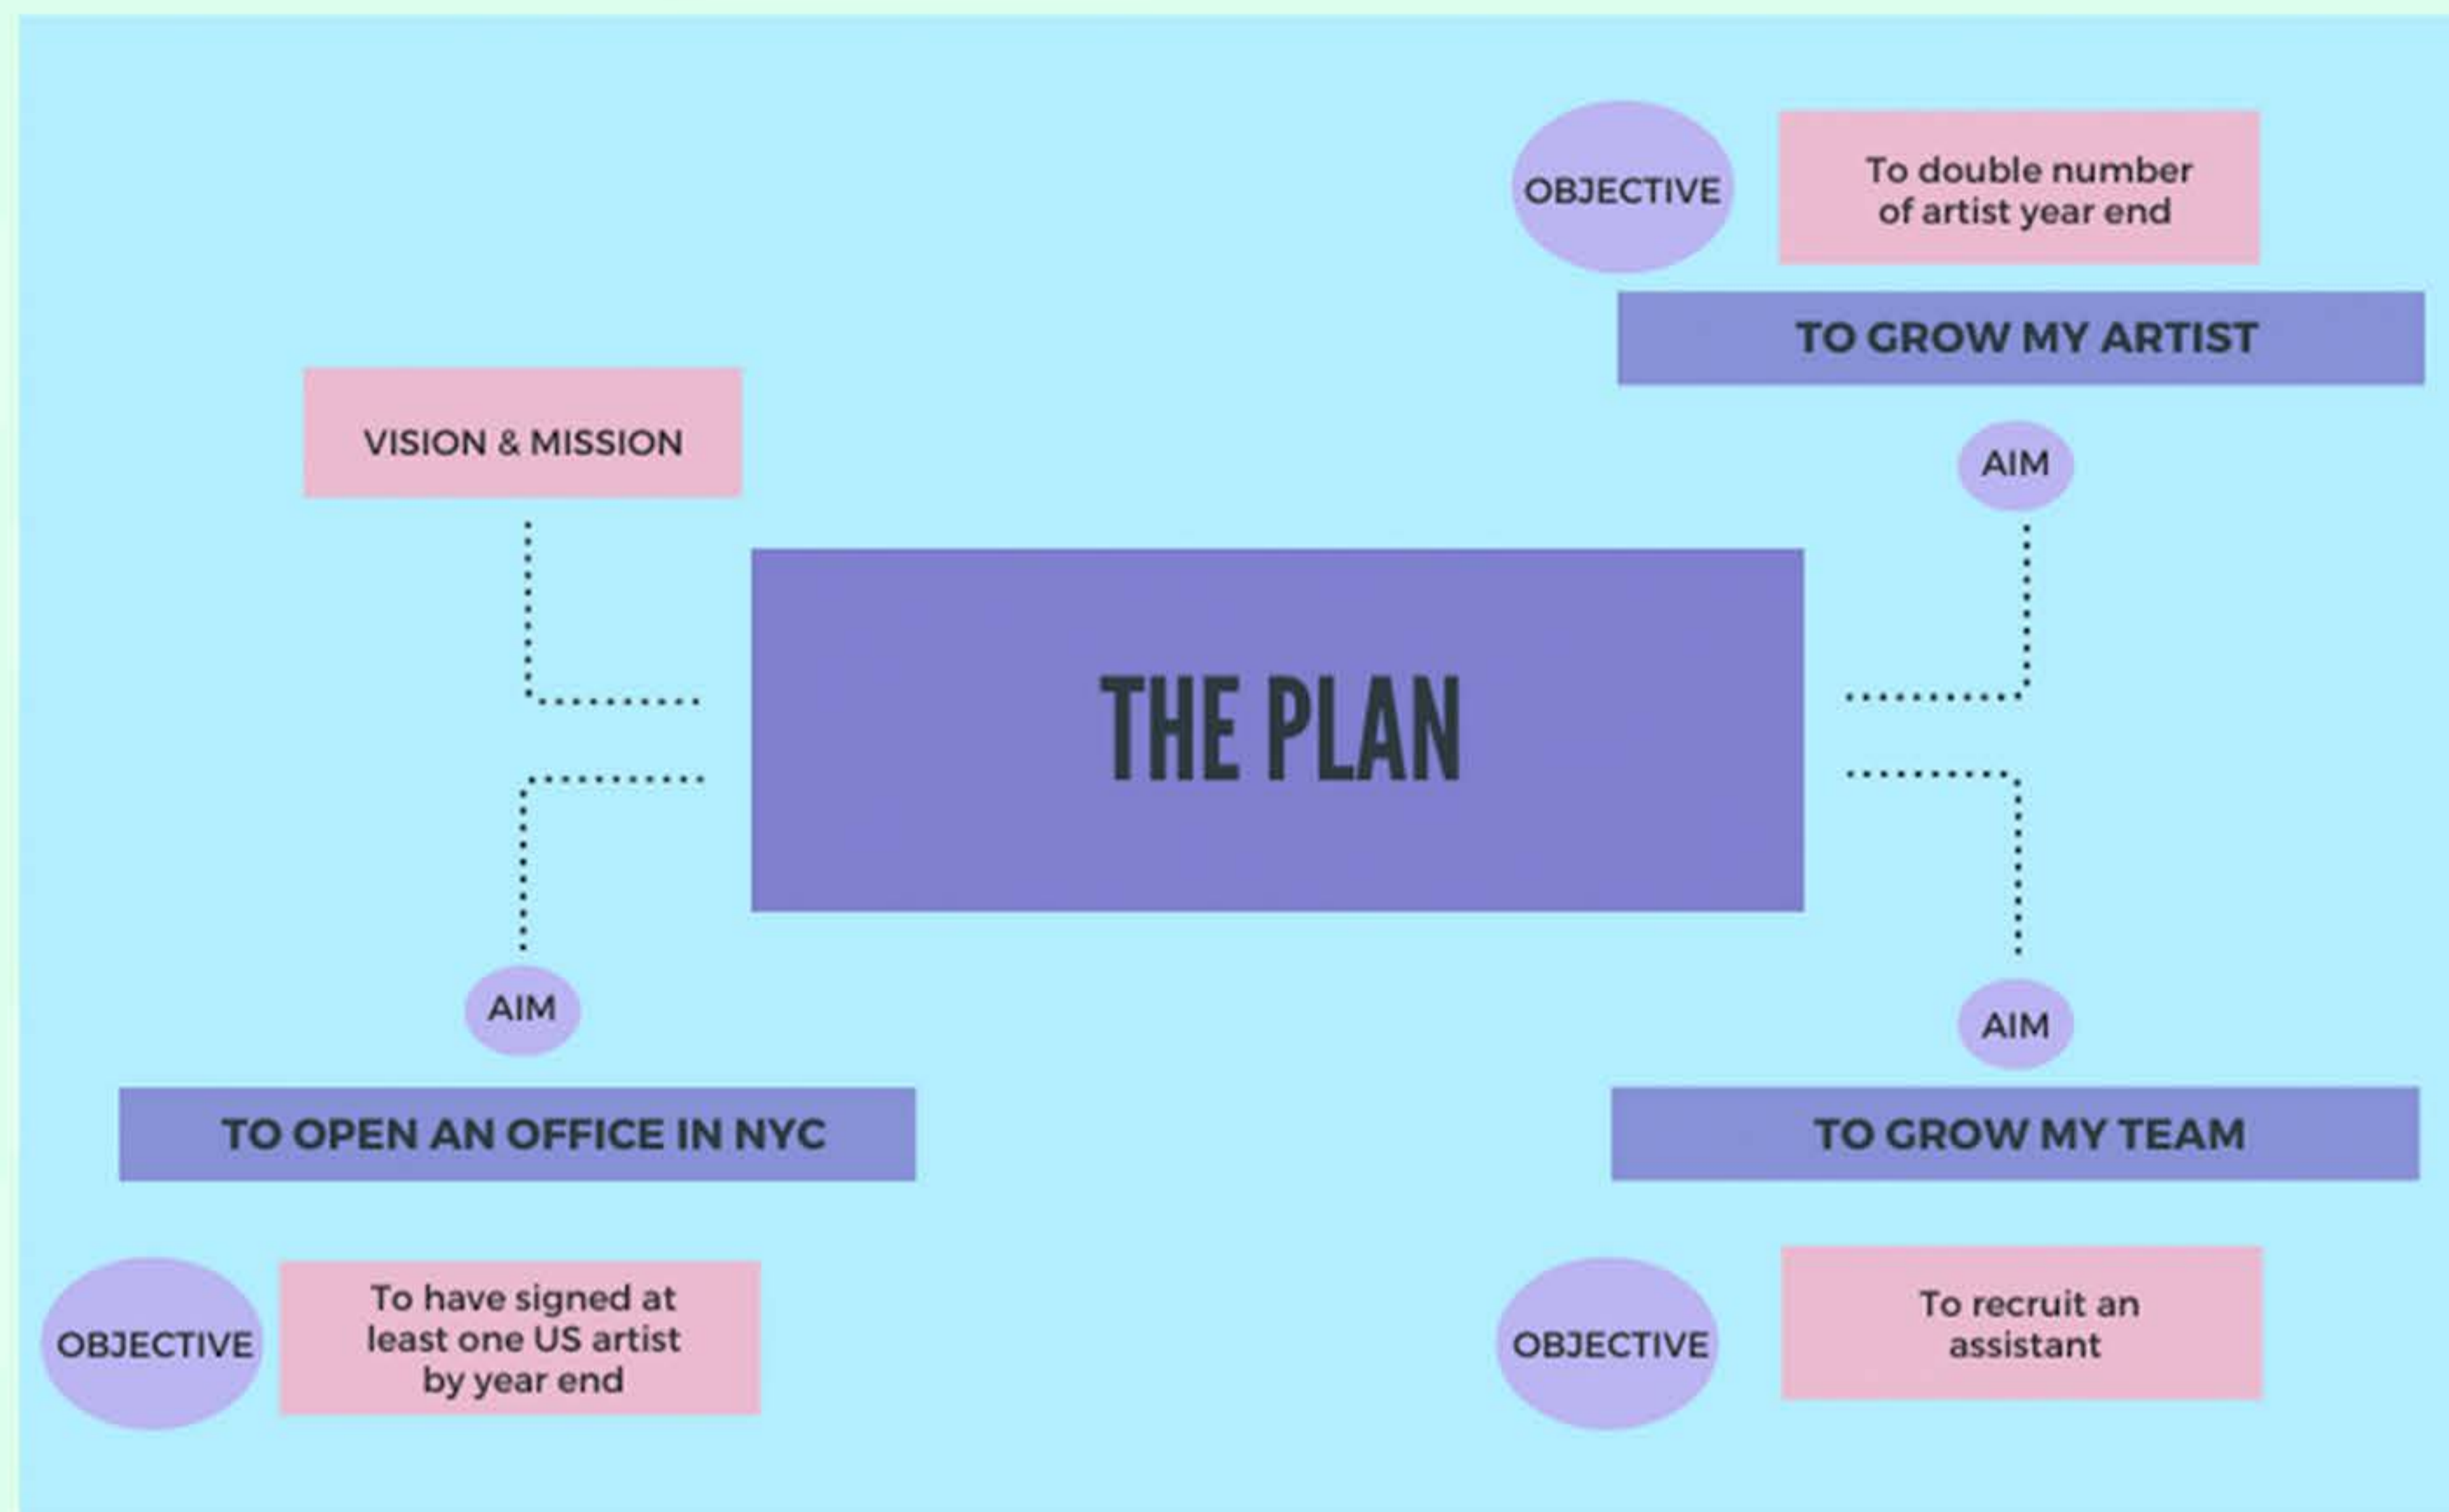 OBJECTIVE
To double number
of artist year end
TO GROW MY ARTIST
VISION & MISSION
AIM
THE PLAN
AIM
AIM
TO OPEN AN OFFICE IN NYC
TO GROW MY TEAM
OBJECTIVE
To have signed at
least one US artist
by year end
OBJECTIVE
To recruit an
assistant